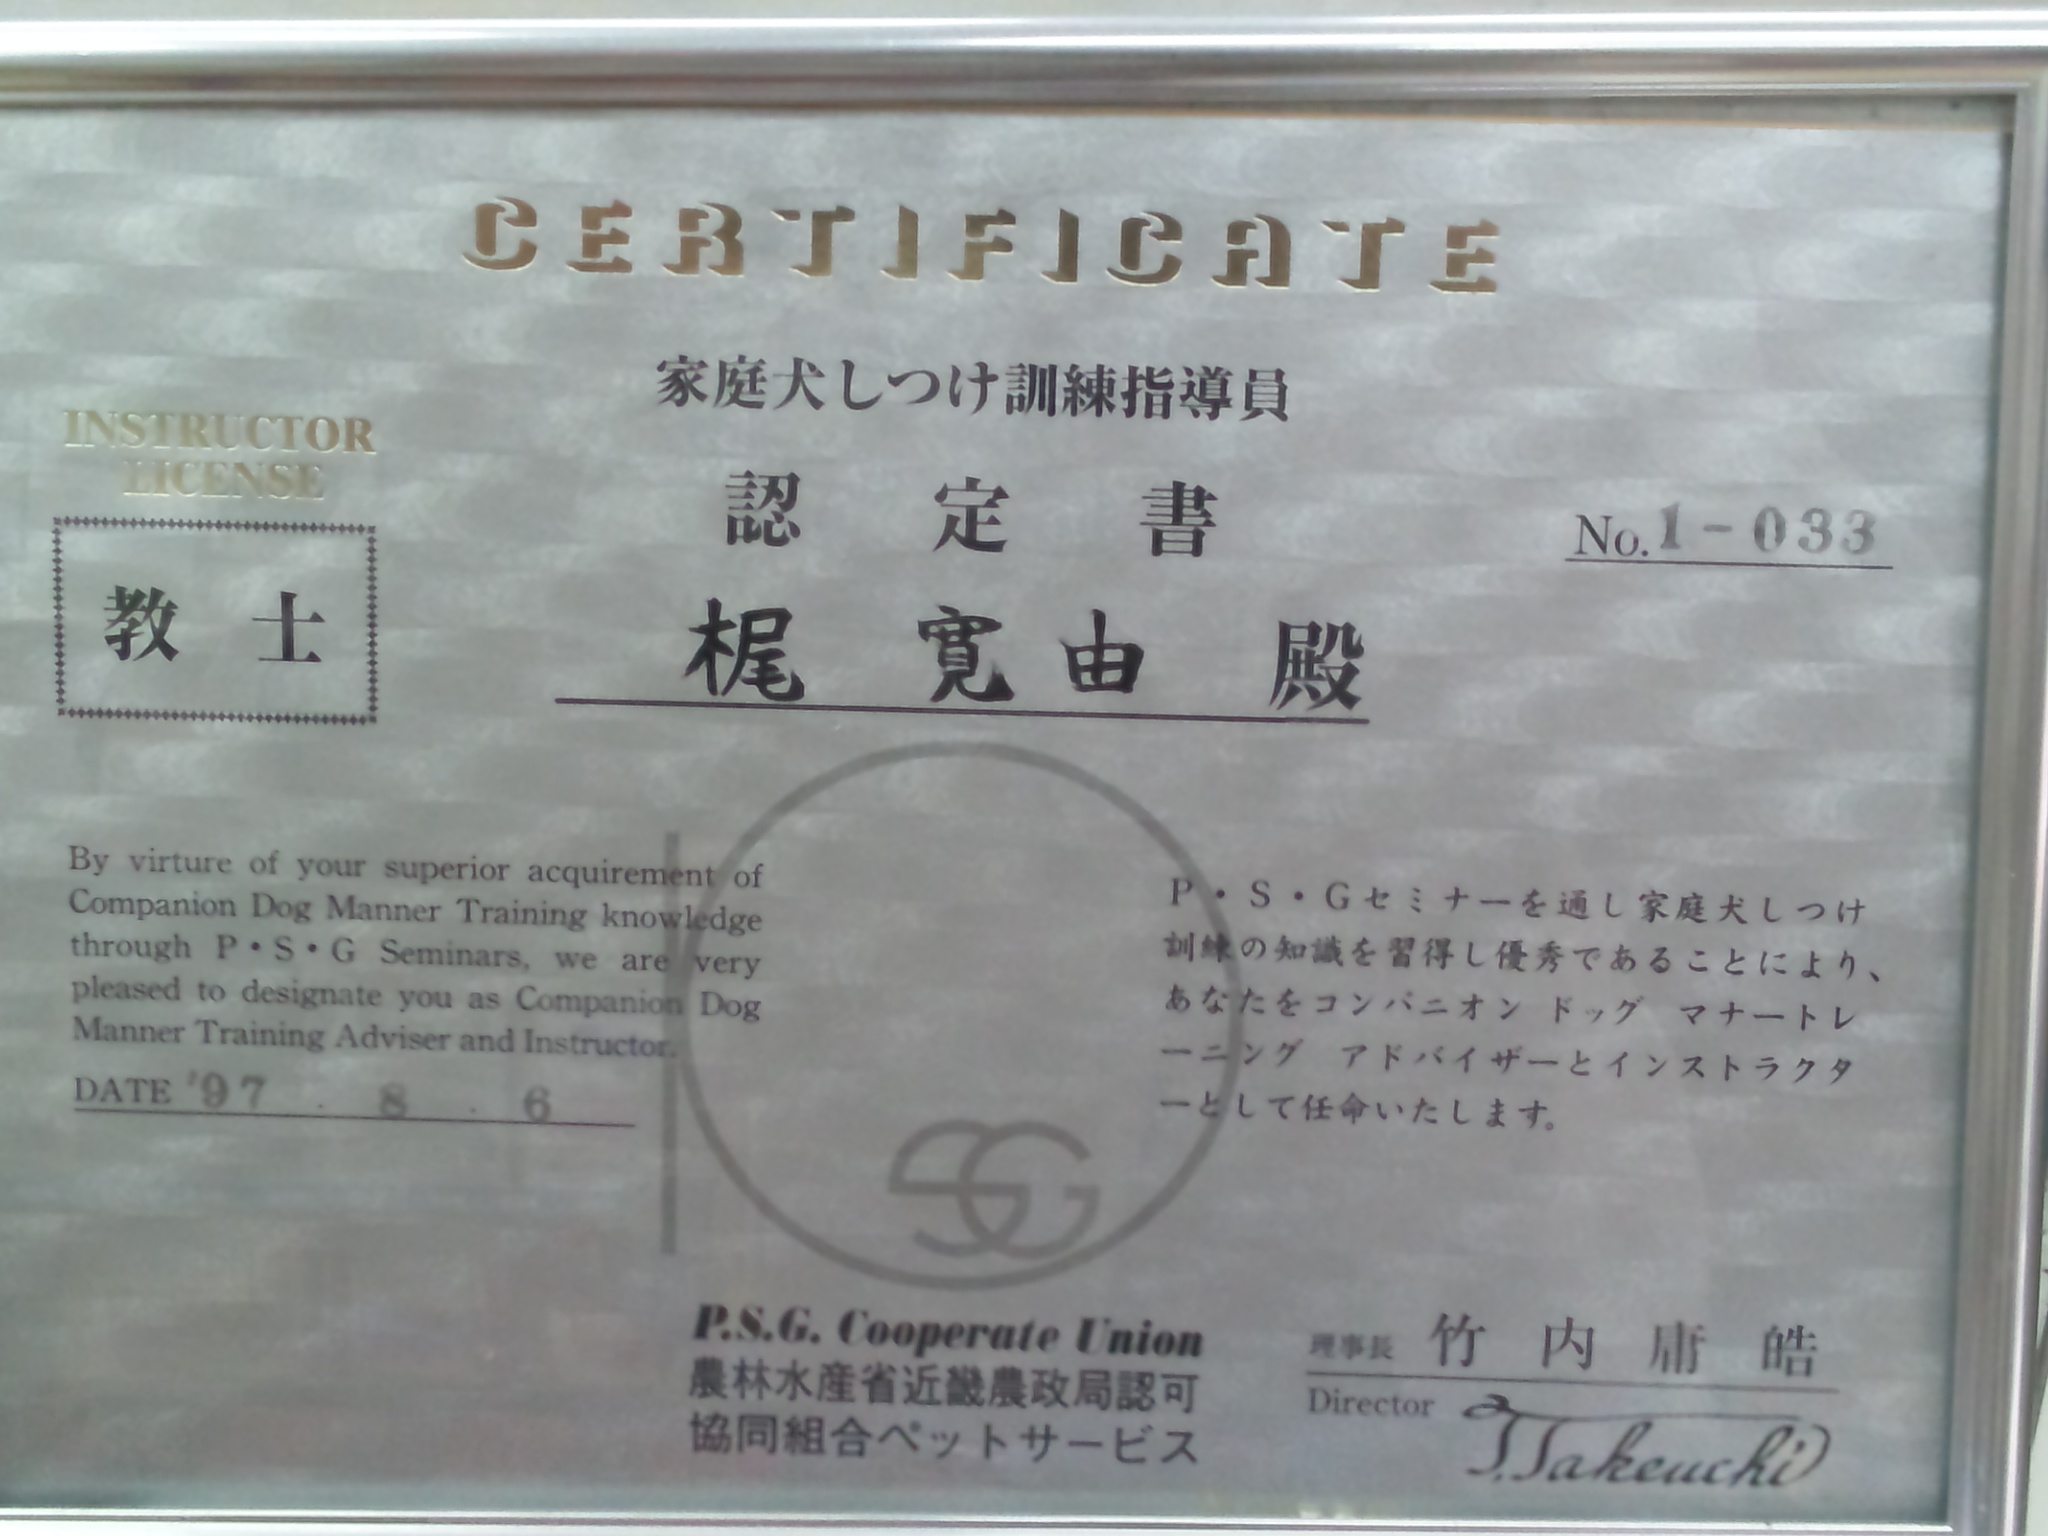 CERTIFICATE
家庭犬しつけ訓練指導員
INSTRUCTOR
LICENSE
認定書
No.1-033
教士
梶 寛由 殿
By virture of your superior acquirement of
Companion Dog Manner Training knowledge
through P・S・G Seminars, we are very
pleased to designate you as Companion Dog
Manner Training Adviser and Instructor.
DATE '97 . 8 . 6
P・S・Gセミナーを通し家庭犬しつけ
訓練の知識を習得し優秀であることにより、
あなたをコンパニオン ドッグ マナートレ
ーニング アドバイザーとインストラクタ
ーとして任命いたします。
SG
P.S.G. Cooperate Union
農林水産省近畿農政局認可
協同組合ペットサービス
理事長 竹内庸皓
Director T.Takeuchi